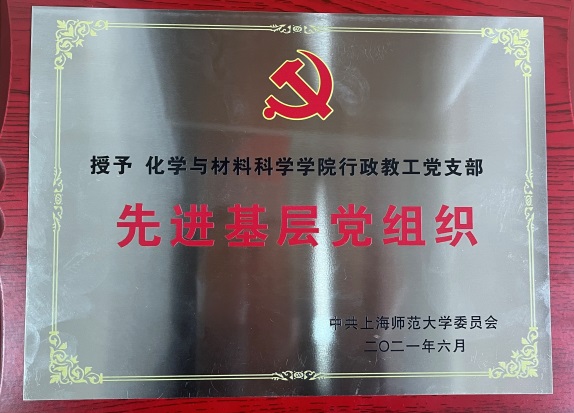 授予 化学与材料科学学院行政教工党支部
先进基层党组织
中共上海师范大学委员会
二〇二一年六月